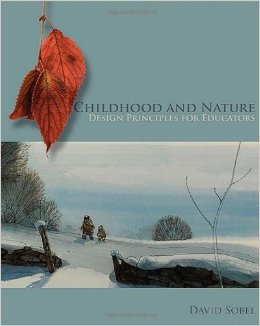 Childhood and Nature
Design Principles for Educators
David Sobel